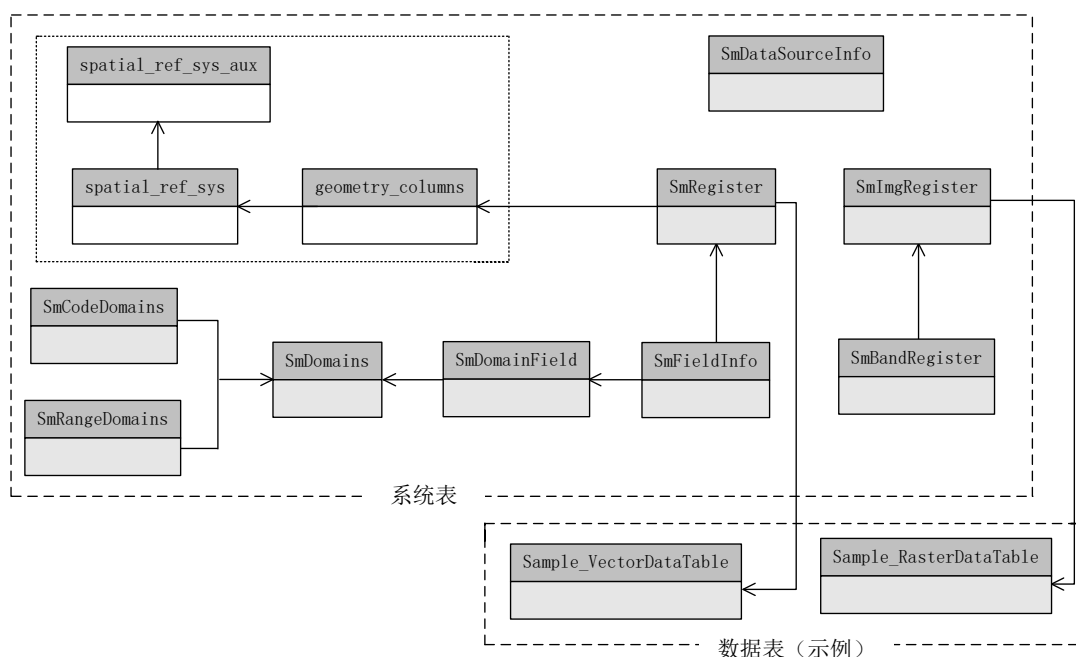 spatial_ref_sys_aux
SmDataSourceInfo
spatial_ref_sys
geometry_columns
SmRegister
SmImgRegister
SmCodeDomains
SmDomains
SmDomainField
SmFieldInfo
SmBandRegister
SmRangeDomains
系统表
Sample_VectorDataTable
Sample_RasterDataTable
数据表（示例）